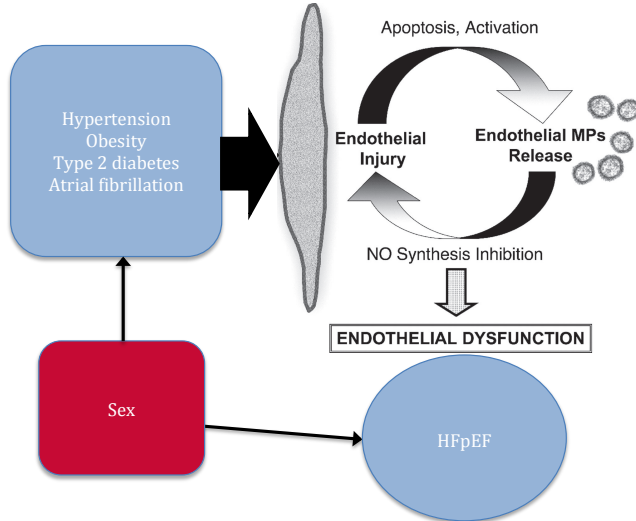 Apoptosis, Activation
Hypertension
Obesity
Type 2 diabetes
Atrial fibrillation
Endothelial
Injury
Endothelial MPs
Release
NO Synthesis Inhibition
ENDOTHELIAL DYSFUNCTION
Sex
HFpEF